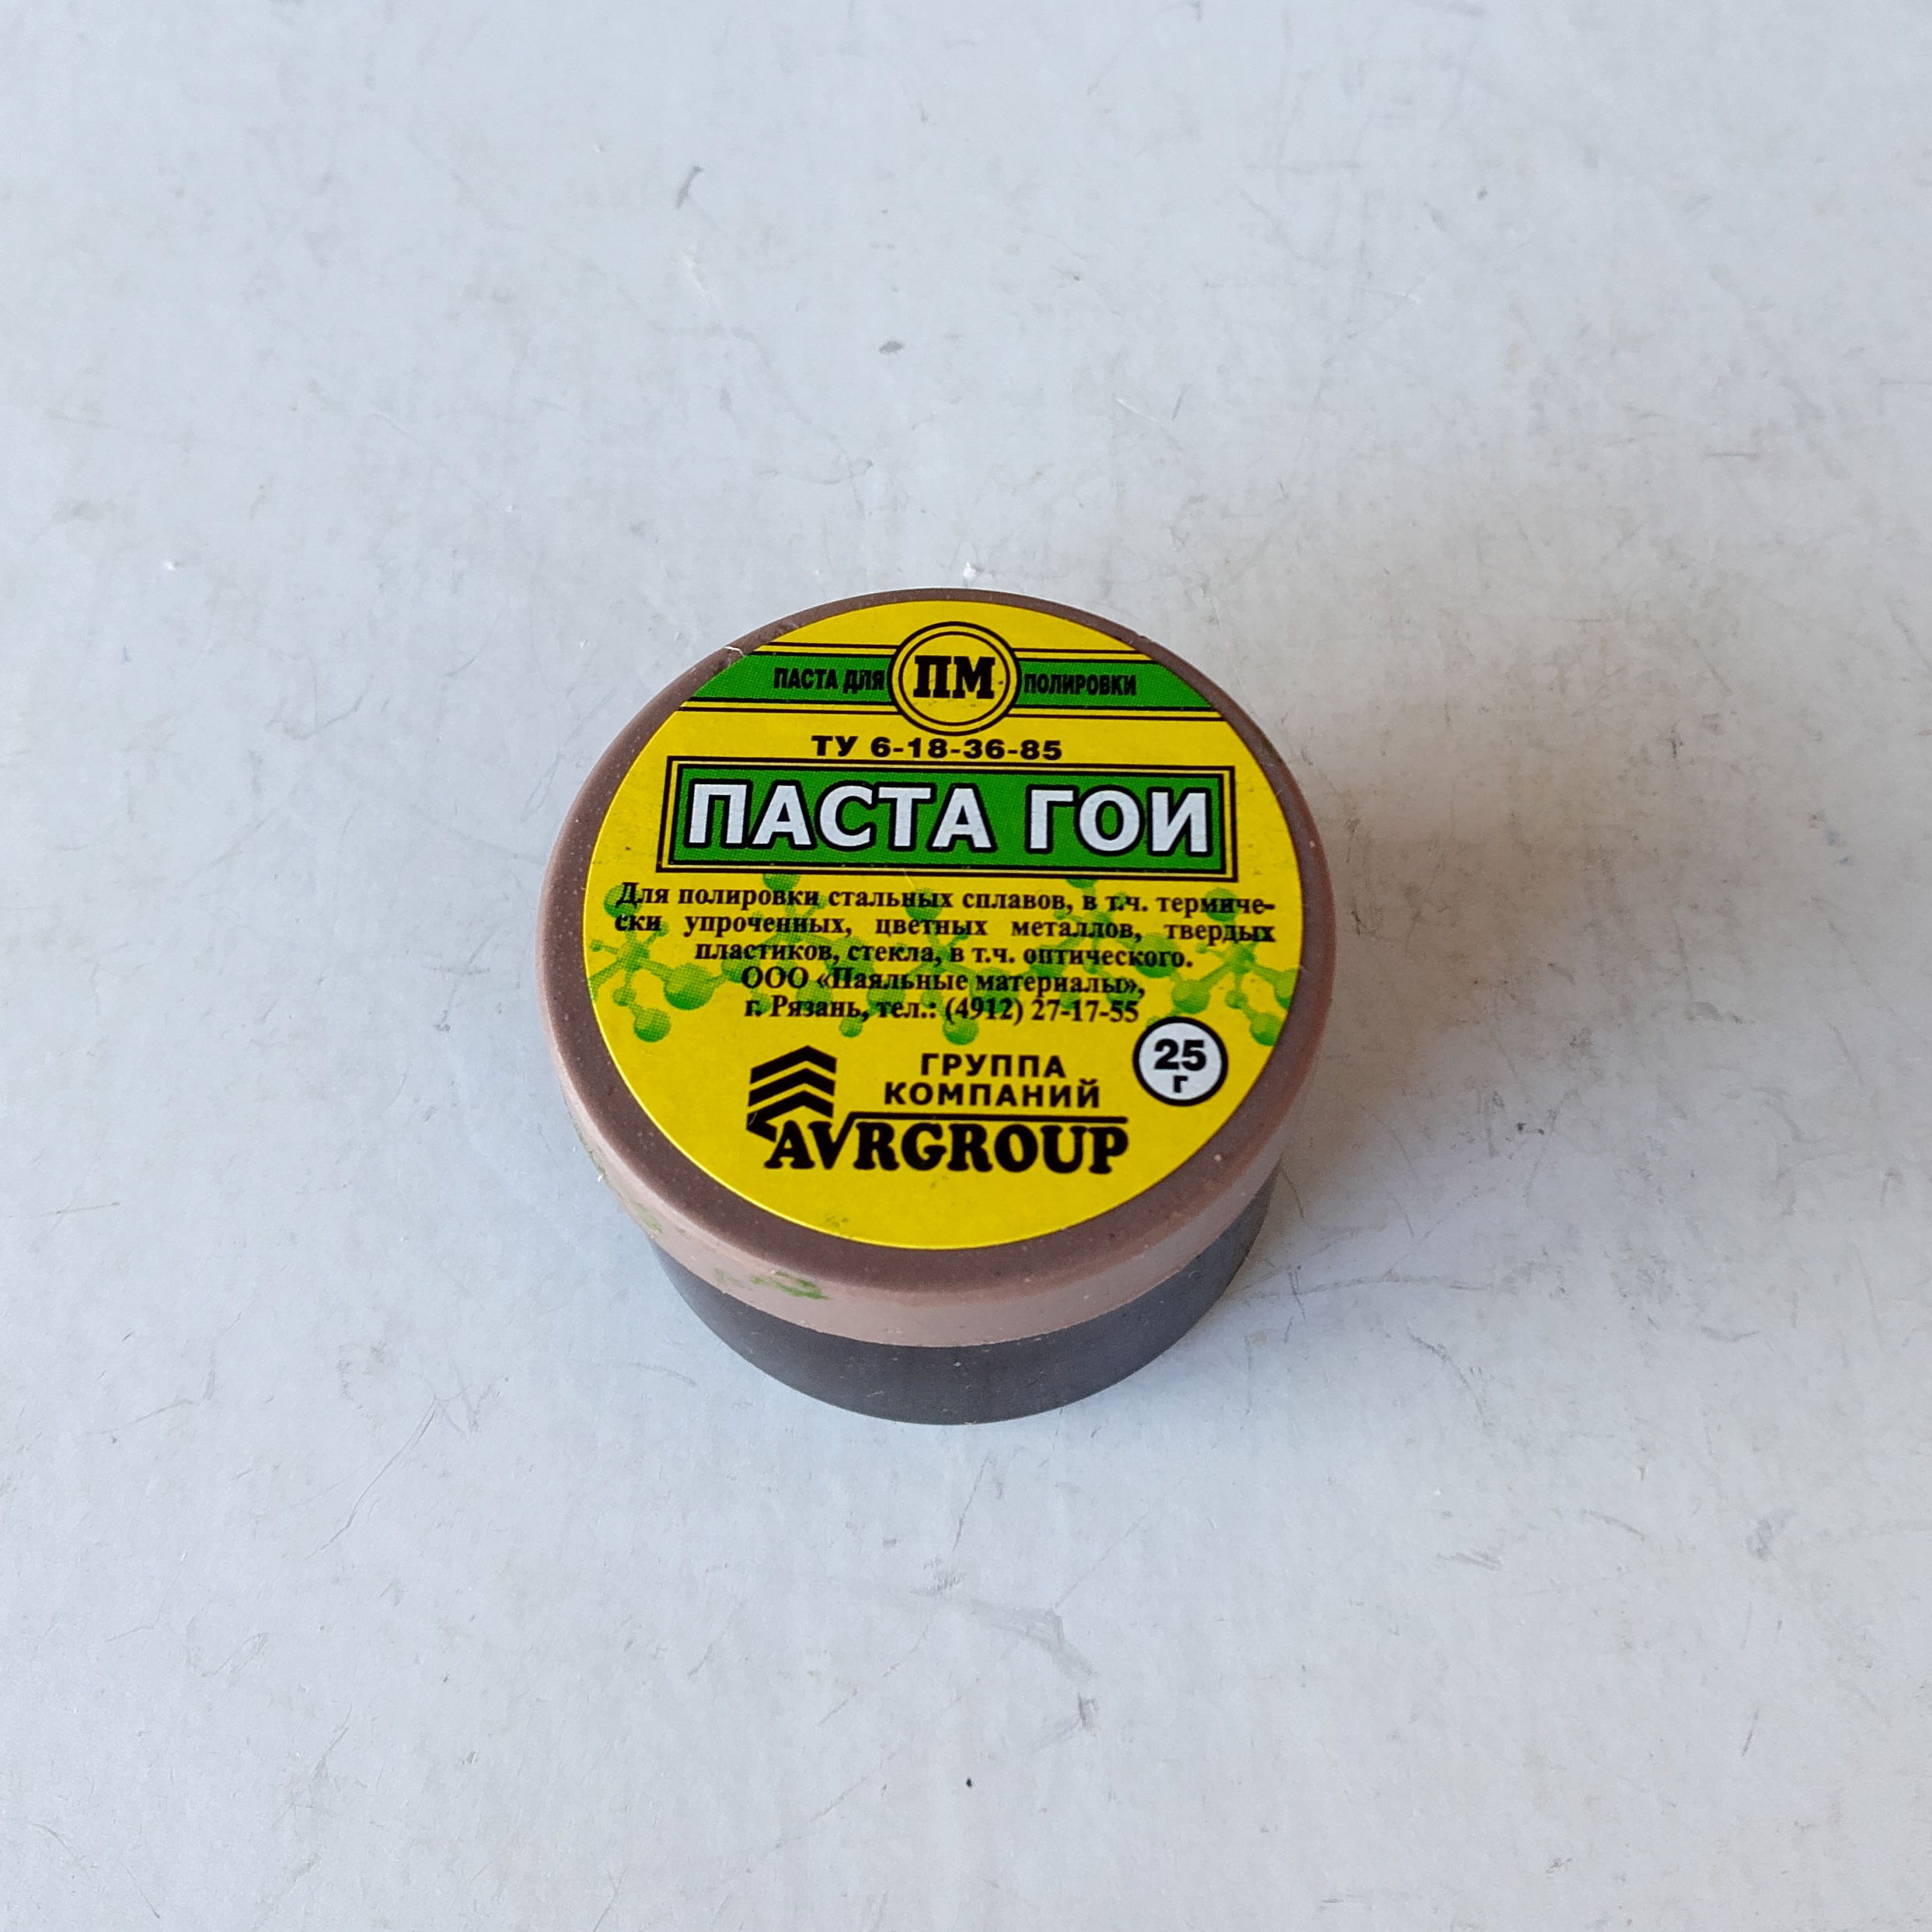 ПАСТА ДЛЯ ПМ ПОЛИРОВКИ
ТУ 6-18-36-85
ПАСТА ГОИ
Для полировки стальных сплавов, в т.ч. термиче-
ски упроченных, цветных металлов, твердых
пластиков, стекла, в т.ч. оптического.
ООО «Паяльные материалы»,
г. Рязань, тел.: (4912) 27-17-55
25
г
ГРУППА
КОМПАНИЙ
AVRGROUP